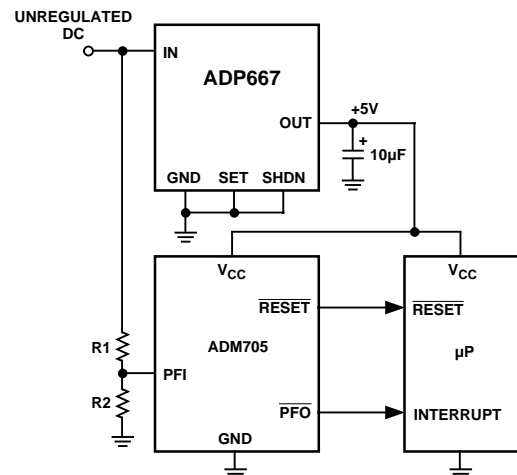 UNREGULATED
DC
IN
ADP667
OUT
+5V
+
10µF
GND SET SHDN
VCC
RESET
ADM705
PFI
PFO
GND
R1
R2
VCC
RESET
µP
INTERRUPT